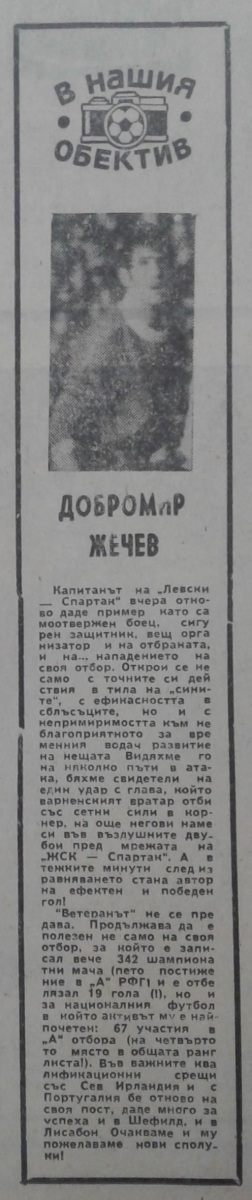 В НАШИЯ
ОБЕКТИВ
ДОБРОМиР
ЖЕЧЕВ
Капитанът на „Левски
— Спартак" вчера отно-
во даде пример като са
моотвержен боец, сигу
рен защитник, вещ орга
низатор и на отбраната,
и на.. нападението на
своя отбор. Открои се не
само с точните си дей
ствия в тила на „сини-
те", с ефикасността в
сблъсъците, но и с
непримиримостта към не
благоприятното за вре
менния водач развитие
на нещата Видяхме го
на няколко пъти в ата-
ка, бяхме свидетели на
един удар с глава, който
варненският вратар отби
със сетни сили в кор-
нер, на още негови наме
си във въздушните дву-
бои пред мрежата на
„ЖСК — Спартак". А в
тежките минути след из
равняването стана автор
на ефектен и победен
гол!
"Ветеранът" не се пре
дава. Продължава да е
полезен не само на своя
отбор, за който е запи-
сал вече 342 шампиона
тни мача (пето постиже
ние в „А" РФГ) и е отбе
лязал 19 гола (!), но и
за националния футбол
в който активът му е най-
почетен: 67 участия в
„А" отбора (на четвърто
то място в общата ранг
листа!). Във важните ква
лификационни срещи
със Сев Ирландия и с
Португалия бе отново на
своя пост, даде много за
успеха и в Шефилд, и в
Лисабон Очакваме и му
пожелаваме нови сполу-
ки!